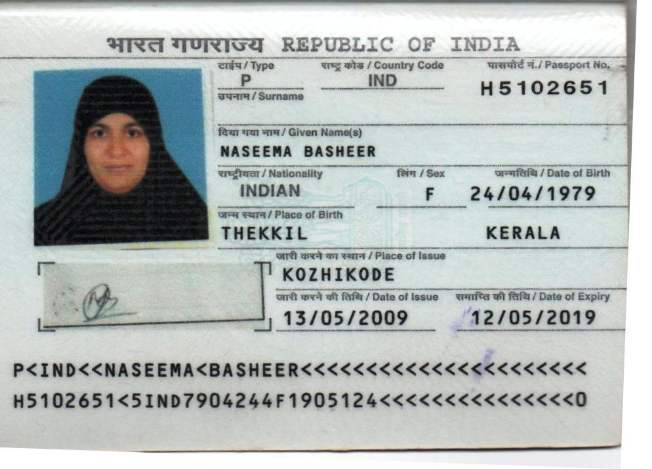 भारत गणराज्य REPUBLIC OF INDIA
टाईप / Type राष्ट्र कोड / Country Code पासपोर्ट नं. / Passport No.
P IND H5102651
उपनाम / Surname
दिया गया नाम / Given Name(s)
NASEEMA BASHEER
राष्ट्रीयता / Nationality लिंग / Sex जन्मतिथि / Date of Birth
INDIAN F 24/04/1979
जन्म स्थान / Place of Birth
THEKKIL KERALA
जारी करने का स्थान / Place of Issue
KOZHIKODE
जारी करने की तिथि / Date of Issue समाप्ति की तिथि / Date of Expiry
13/05/2009 12/05/2019
P<IND<<NASEEMA<BASHEER<<<<<<<<<<<<<<<<<<<<<<
H5102651<5IND7904244F1905124<<<<<<<<<<<<<<<0